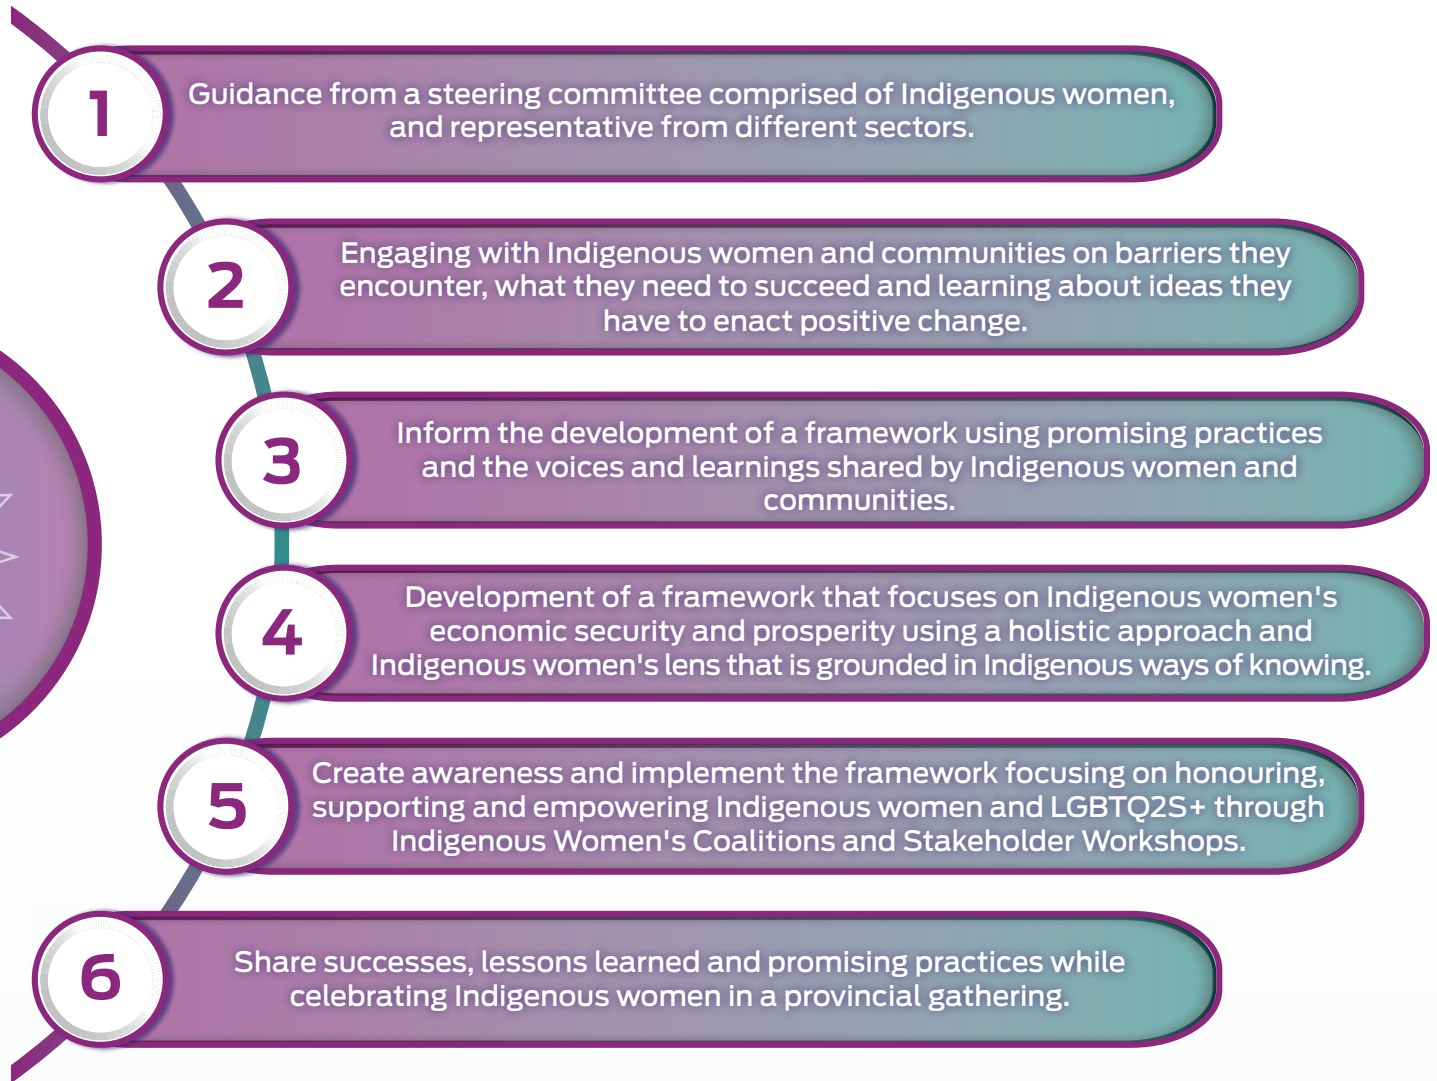 1
Guidance from a steering committee comprised of Indigenous women,
and representative from different sectors.
2
Engaging with Indigenous women and communities on barriers they
encounter, what they need to succeed and learning about ideas they
have to enact positive change.
3
Inform the development of a framework using promising practices
and the voices and learnings shared by Indigenous women and
communities.
4
Development of a framework that focuses on Indigenous women's
economic security and prosperity using a holistic approach and
Indigenous women's lens that is grounded in Indigenous ways of knowing.
5
Create awareness and implement the framework focusing on honouring,
supporting and empowering Indigenous women and LGBTQ2S+ through
Indigenous Women's Coalitions and Stakeholder Workshops.
6
Share successes, lessons learned and promising practices while
celebrating Indigenous women in a provincial gathering.